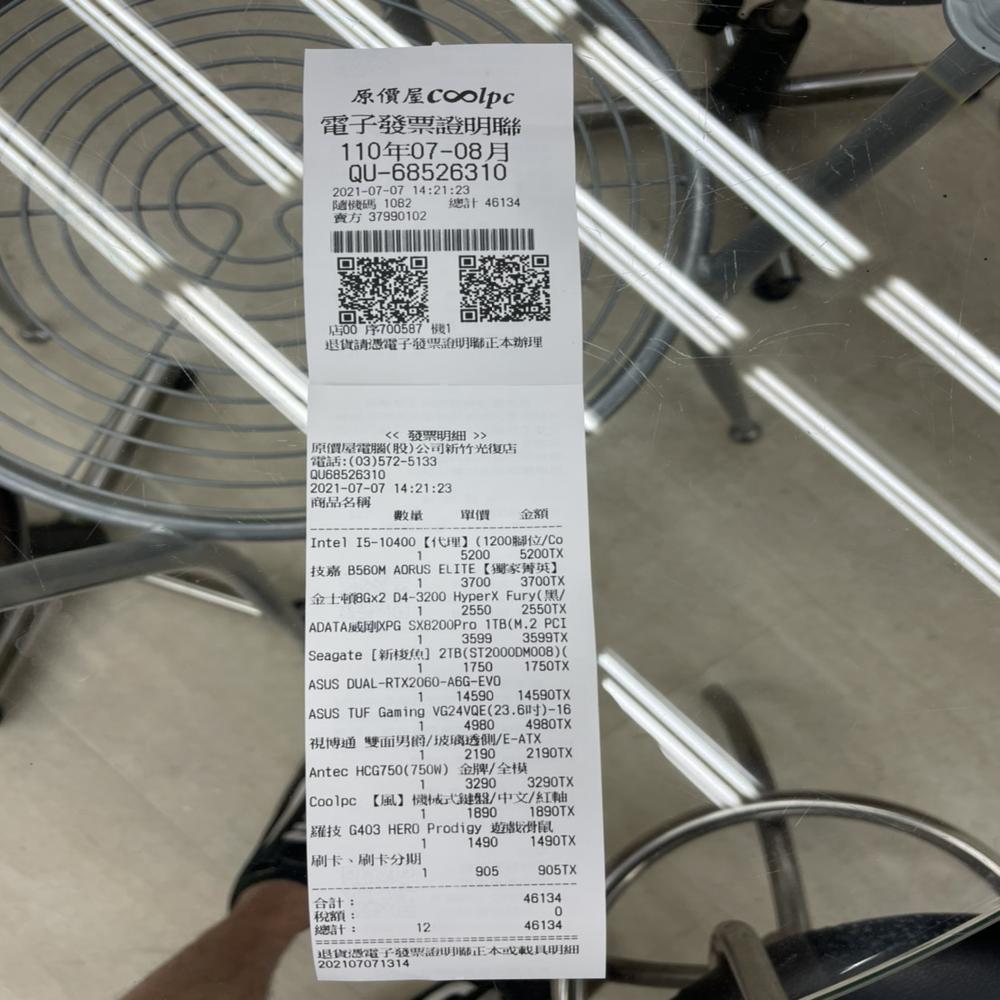 原價屋coolpc
電子發票證明聯
110年07-08月
QU-68526310
2021-07-07 14:21:23
隨機碼 1082 總計 46134
賣方 37990102
店00 序700587 機1
退貨請憑電子發票證明聯正本辦理
<< 發票明細 >>
原價屋電腦(股)公司新竹光復店
電話:(03)572-5133
QU68526310
2021-07-07 14:21:23
商品名稱
數量 單價 金額
Intel I5-10400【代理】(1200腳位/Co
1 5200 5200TX
技嘉 B560M AORUS ELITE【獨家菁英】
1 3700 3700TX
金士頓8Gx2 D4-3200 HyperX Fury(黑/
1 2550 2550TX
ADATA威剛XPG SX8200Pro 1TB(M.2 PCI
1 3599 3599TX
Seagate [新梭魚] 2TB(ST2000DM008)(
1 1750 1750TX
ASUS DUAL-RTX2060-A6G-EVO
1 14590 14590TX
ASUS TUF Gaming VG24VQE(23.6吋)-16
1 4980 4980TX
視博通 雙面男爵/玻璃透側/E-ATX
1 2190 2190TX
Antec HCG750(750W) 金牌/全模
1 3290 3290TX
Coolpc 【風】機械式鍵盤/中文/紅軸
1 1890 1890TX
羅技 G403 HERO Prodigy 遊戲滑鼠
1 1490 1490TX
刷卡、刷卡分期
1 905 905TX
合計: 46134
稅額: 0
總計: 12 46134
退貨憑電子發票證明聯正本或載具明細
202107071314